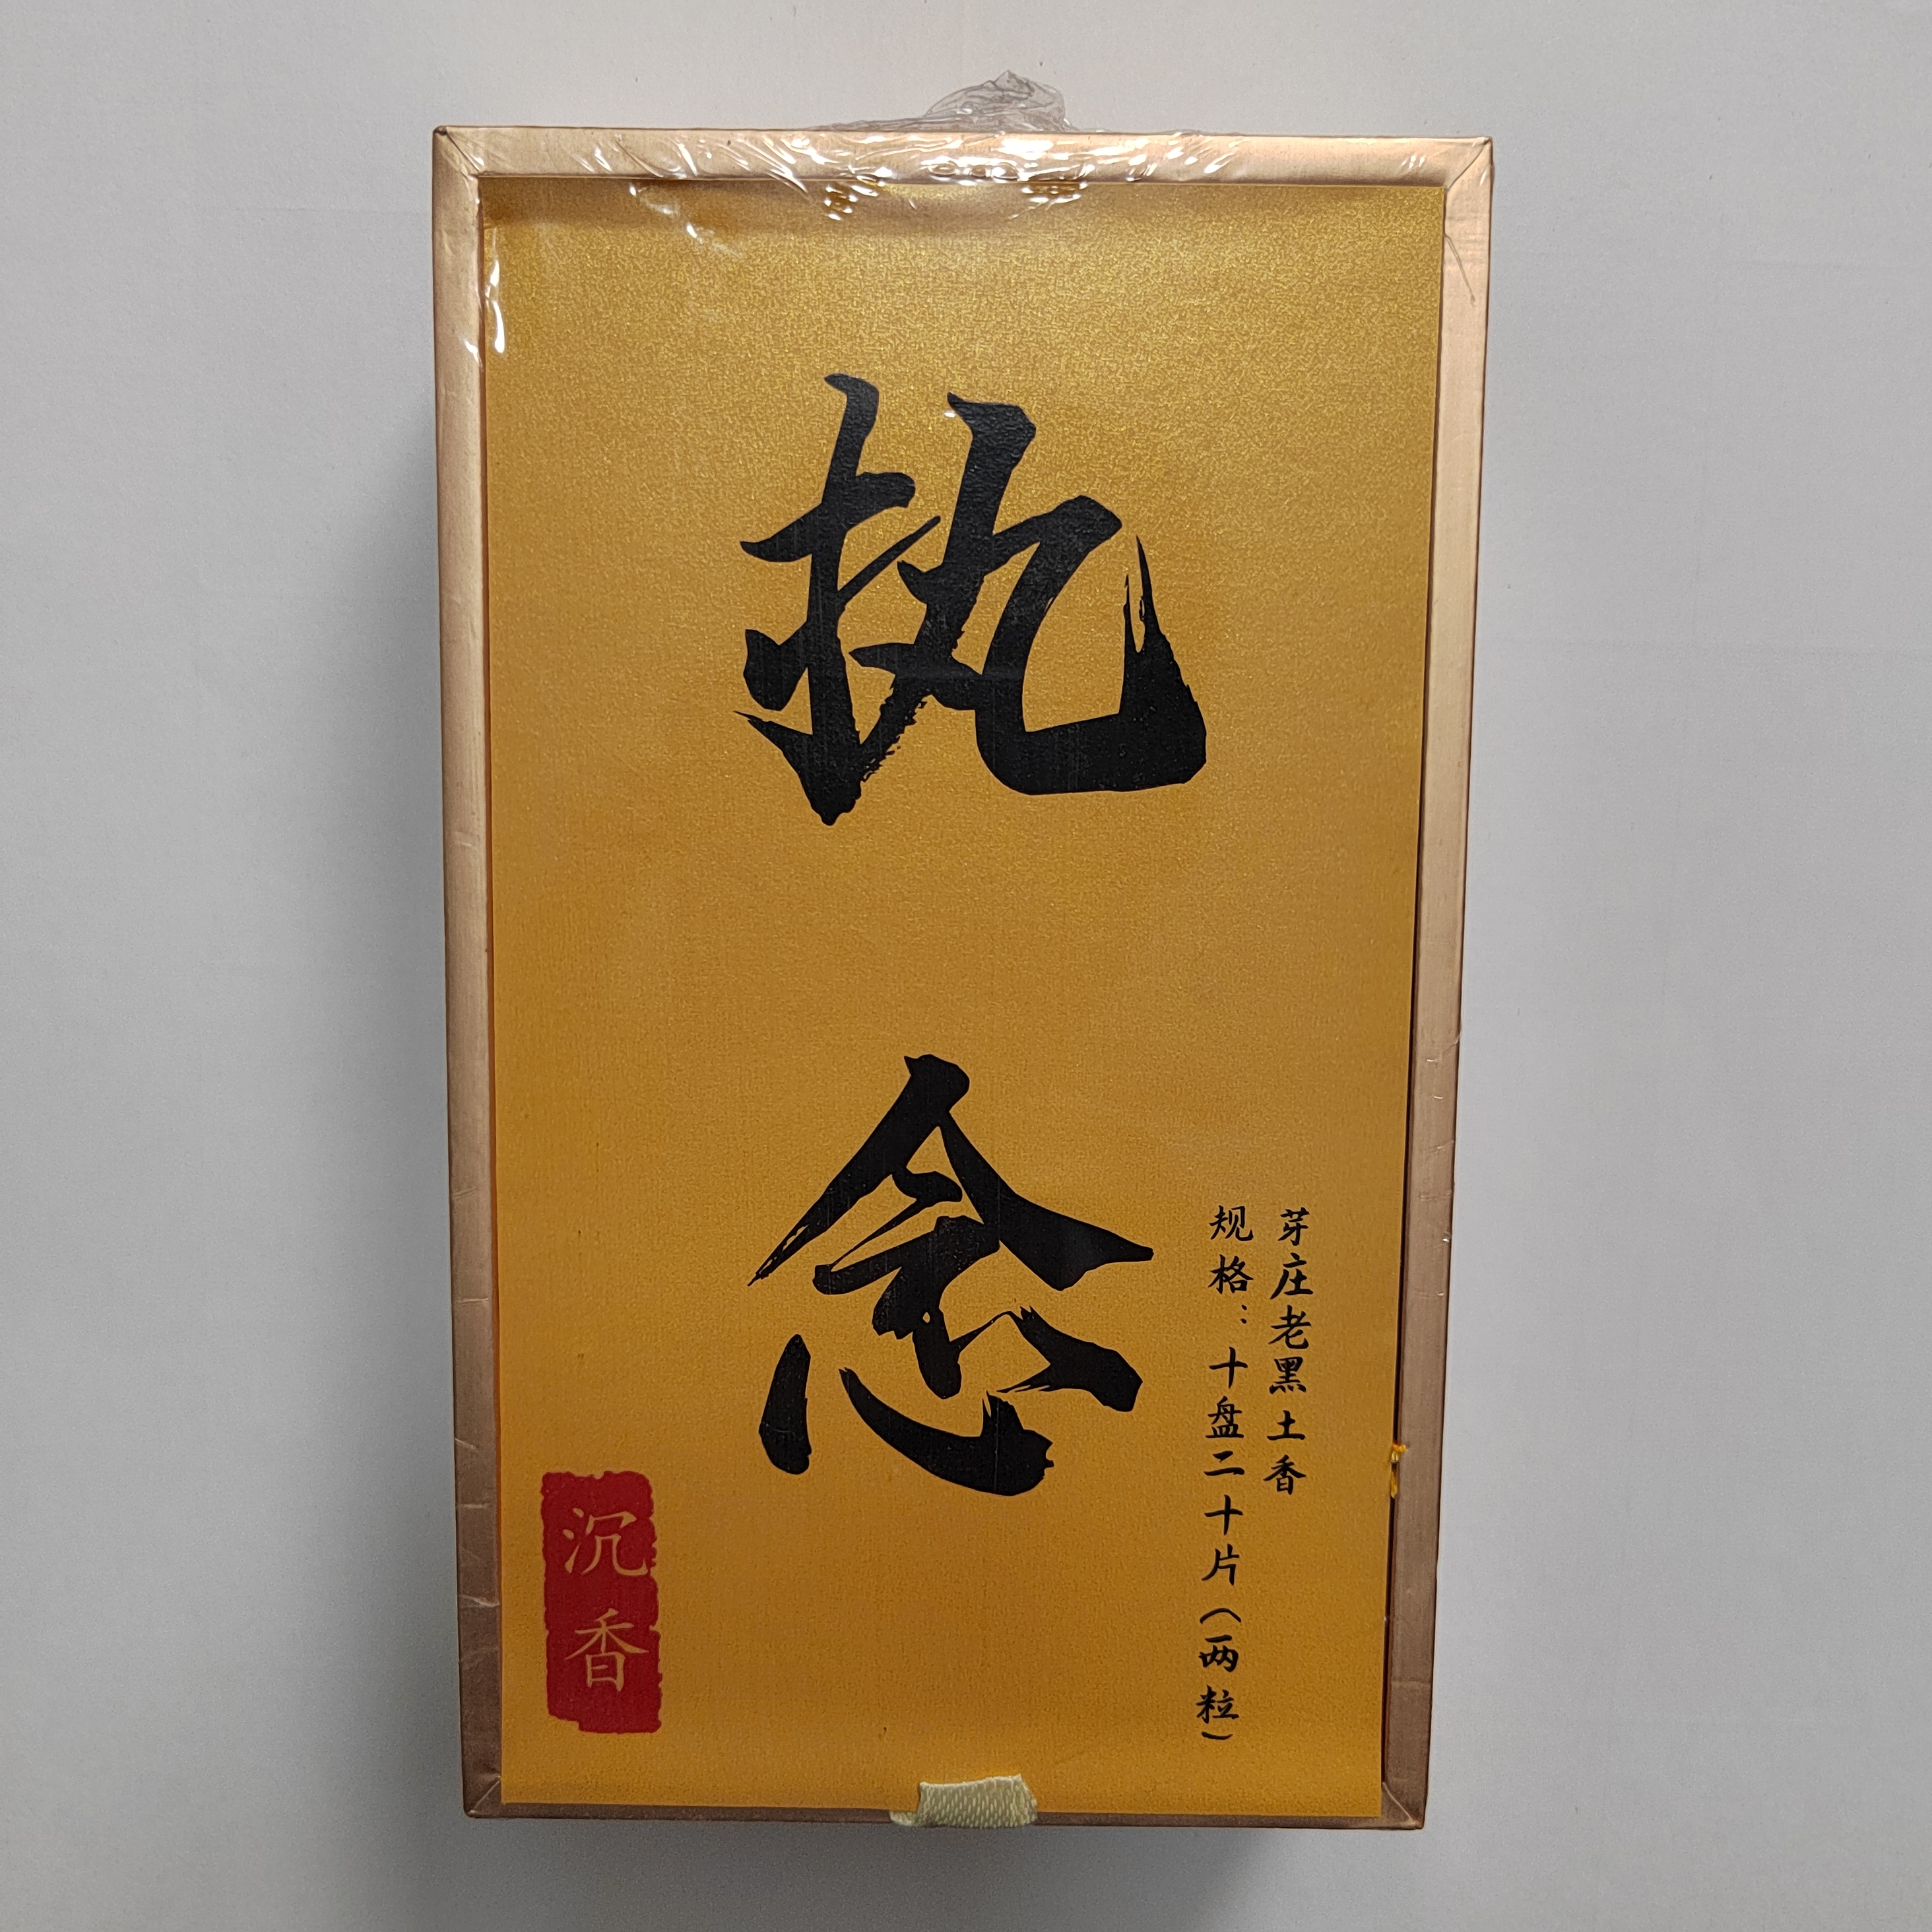 执念
芽庄老黑土香
规格：十盘二十片（两粒）
沉香